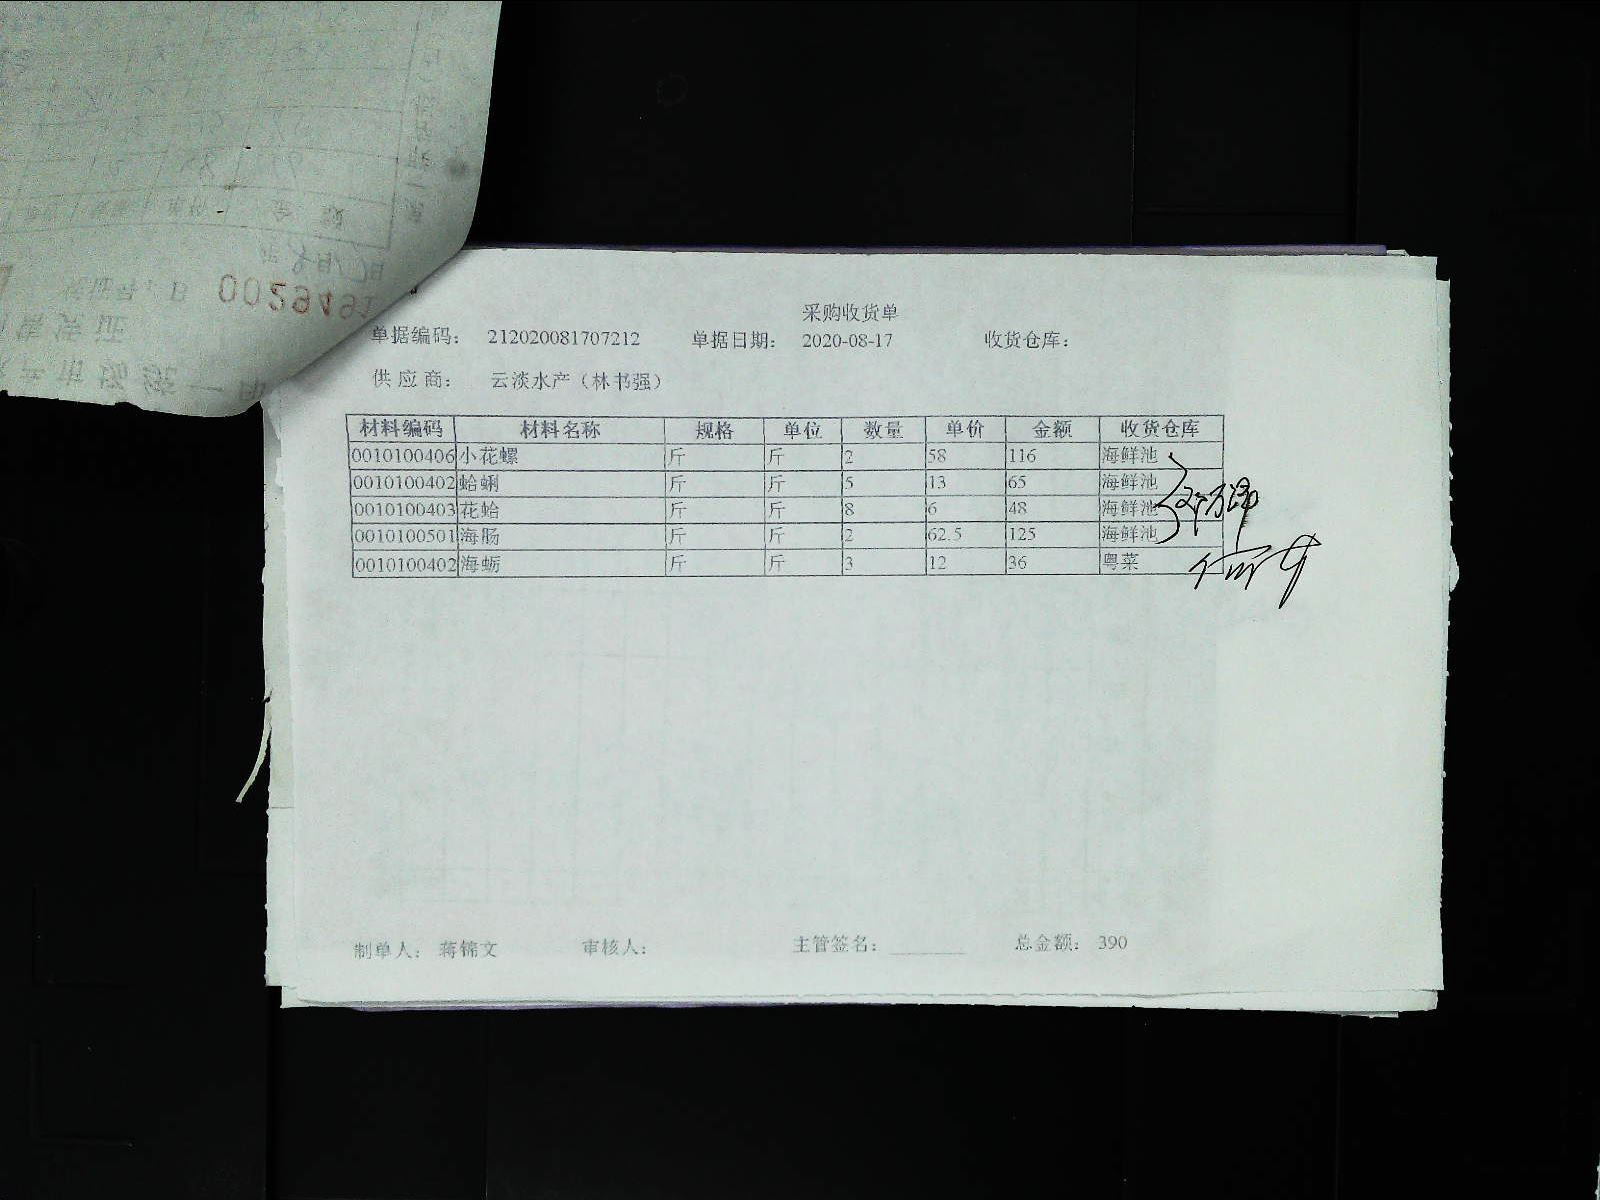 0029491
采购收货单
单据编码： 212020081707212 单据日期： 2020-08-17 收货仓库：
供应商： 云淡水产（林书强）
材料编码 材料名称 规格 单位 数量 单价 金额 收货仓库
0010100406 小花螺 斤 斤 2 58 116 海鲜池
0010100402 蛤蜊 斤 斤 5 13 65 海鲜池
0010100403 花蛤 斤 斤 8 6 48 海鲜池
0010100501 海肠 斤 斤 2 62.5 125 海鲜池
0010100402 海蛎 斤 斤 3 12 36 粤菜
制单人： 蒋锦文 审核人： 主管签名： 总金额： 390